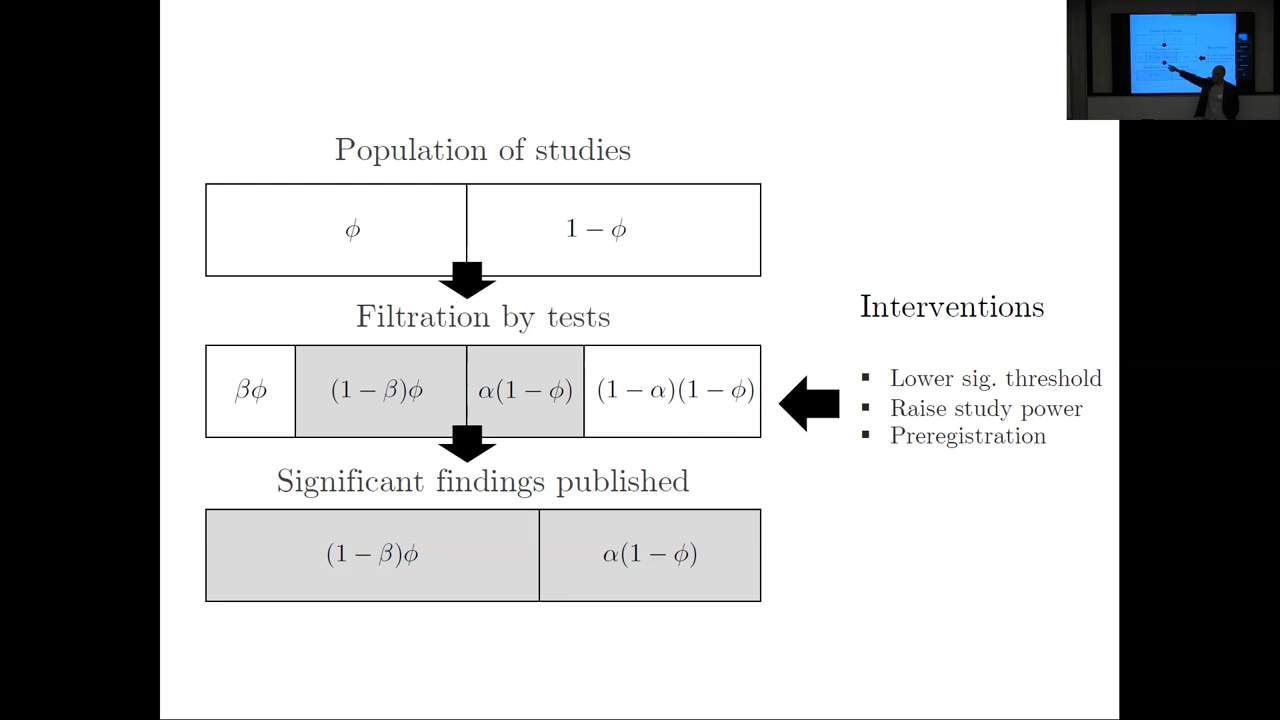 Population of studies
ϕ
1 − ϕ
Filtration by tests
βϕ
(1 − β)ϕ
α(1 − ϕ)
(1 − α)(1 − ϕ)
Interventions
▪ Lower sig. threshold
▪ Raise study power
▪ Preregistration
Significant findings published
(1 − β)ϕ
α(1 − ϕ)